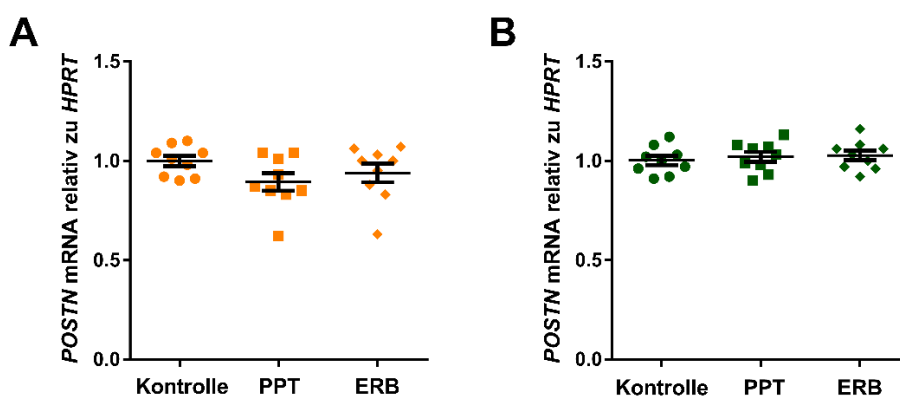 A
POSTN mRNA relativ zu HPRT
1.5
1.0
0.5
0.0
Kontrolle PPT ERB
B
POSTN mRNA relativ zu HPRT
1.5
1.0
0.5
0.0
Kontrolle PPT ERB